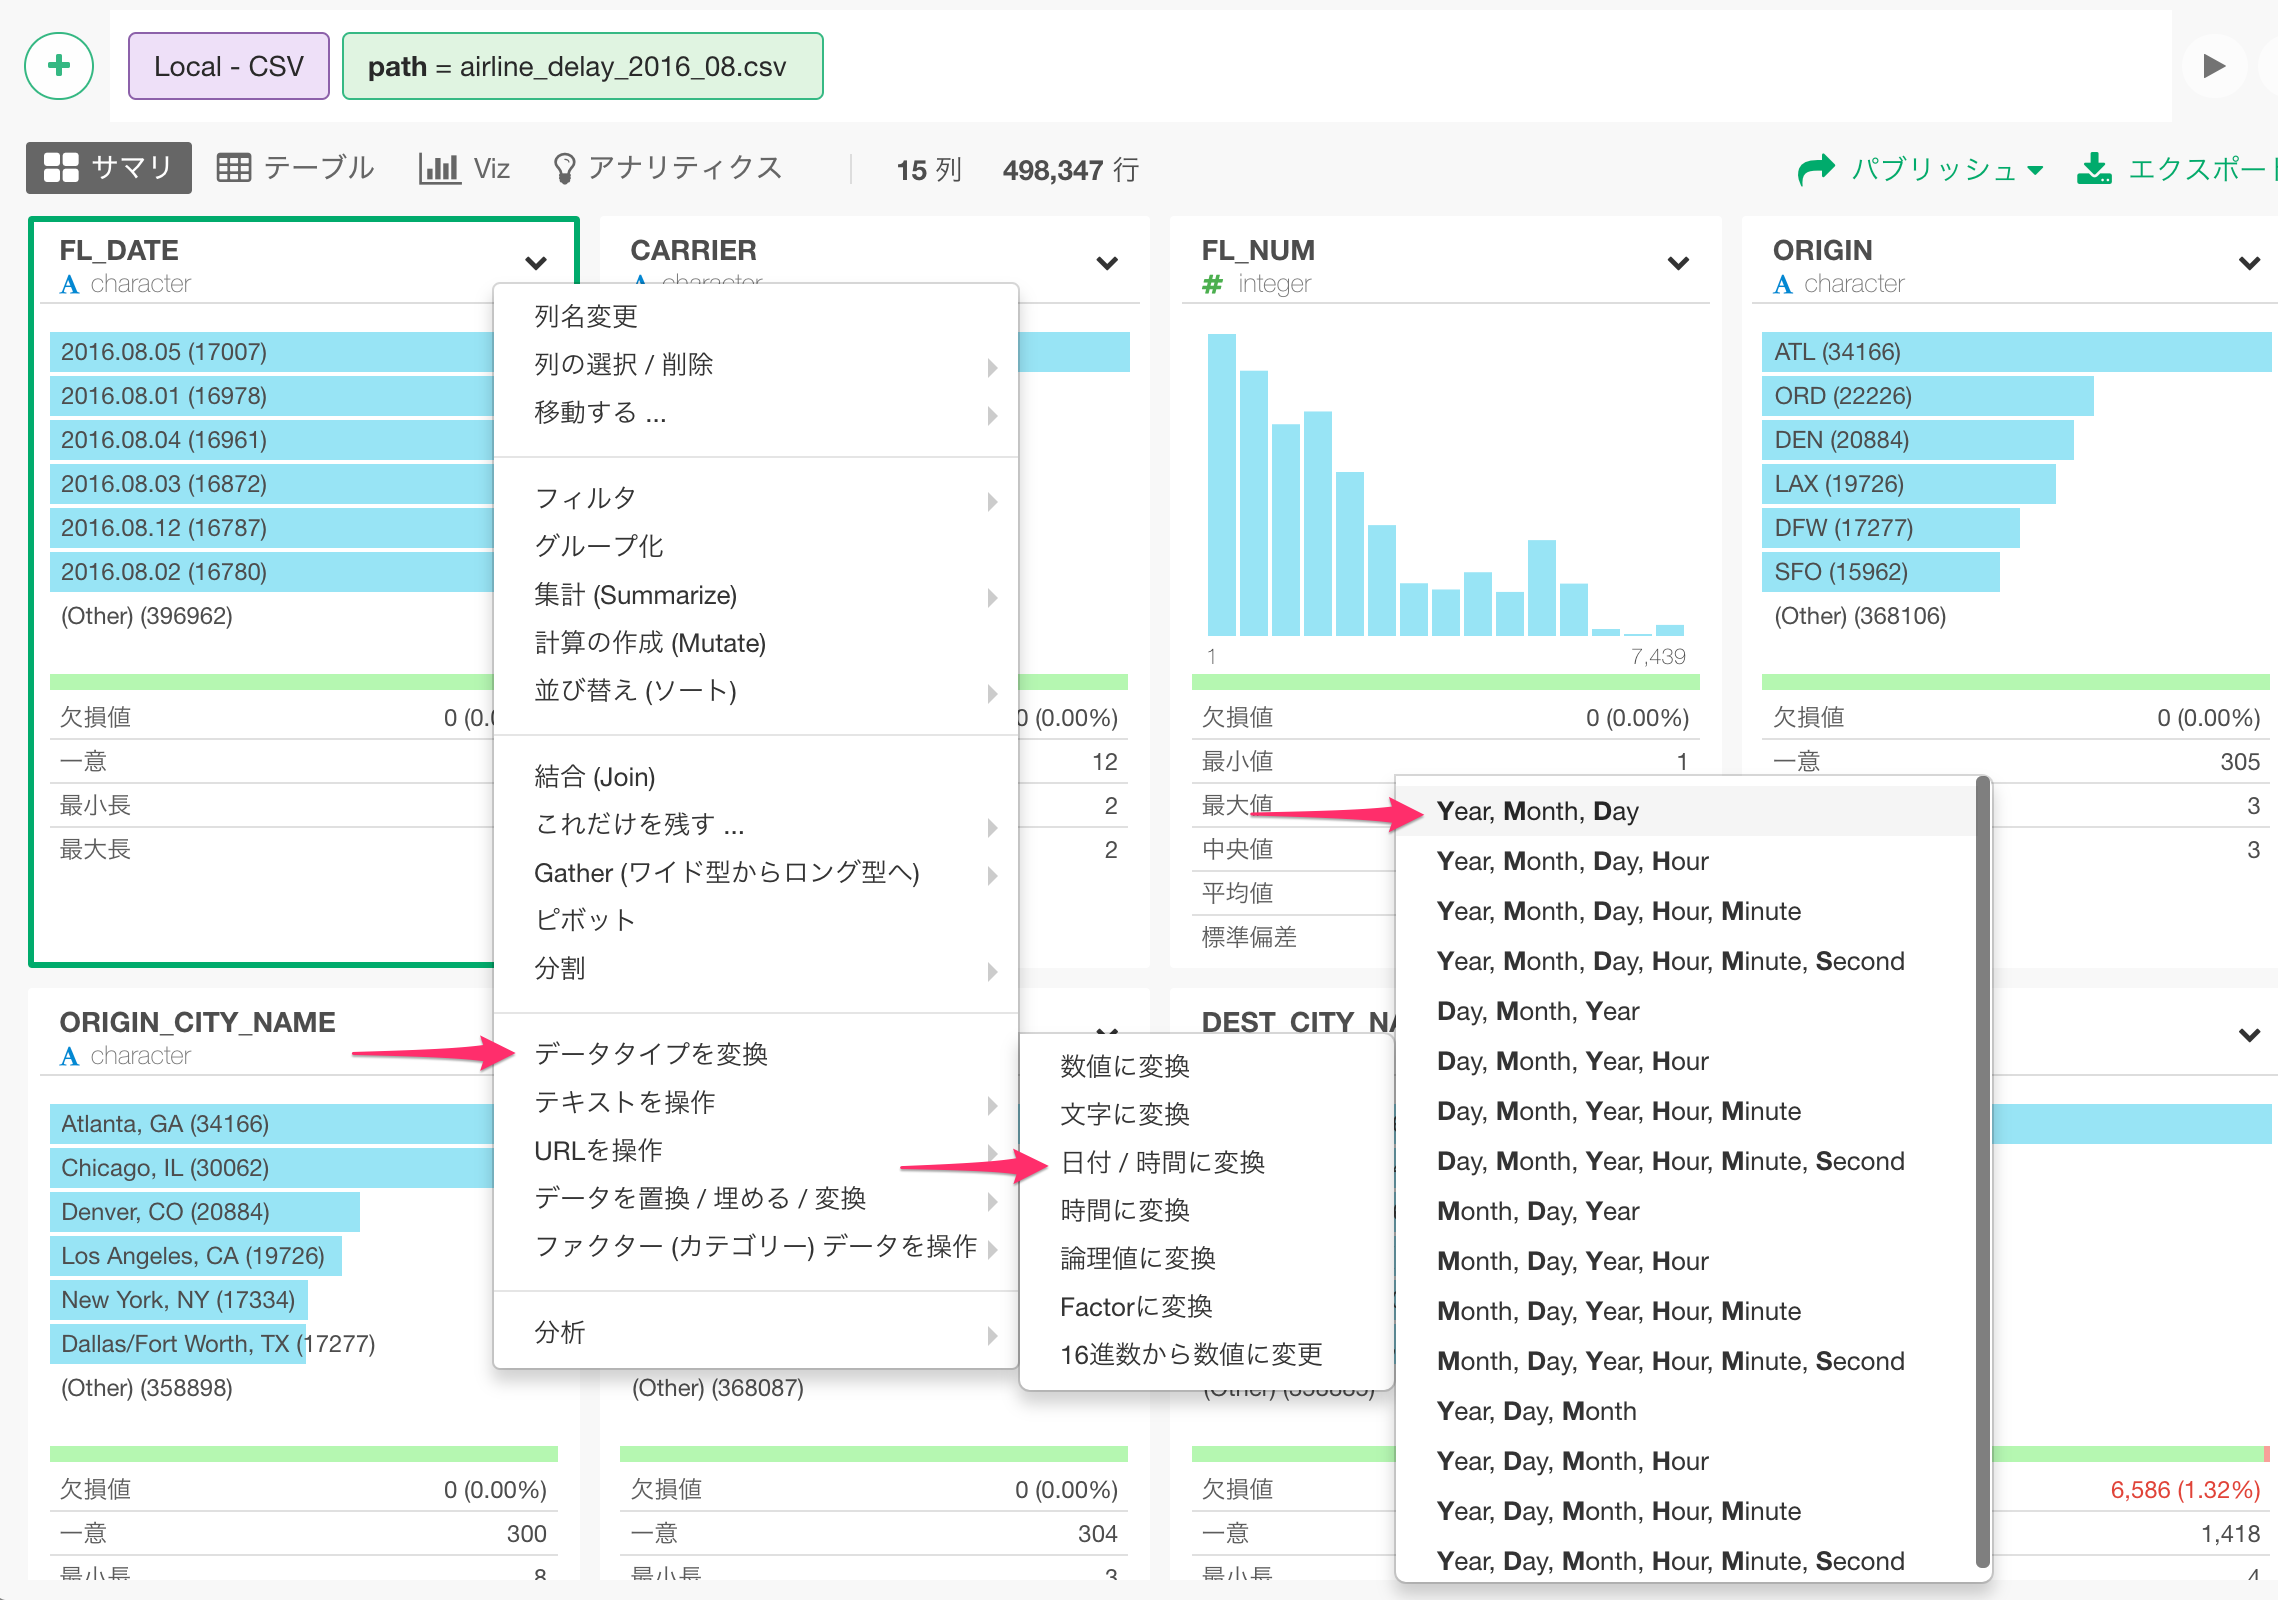 Local - CSV
path = airline_delay_2016_08.csv
サマリ
テーブル
Viz
アナリティクス
15 列
498,347 行
パブリッシュ
エクスポート
FL_DATE
A character
2016.08.05 (17007)
2016.08.01 (16978)
2016.08.04 (16961)
2016.08.03 (16872)
2016.08.12 (16787)
2016.08.02 (16780)
(Other) (396962)
欠損値
一意
最小長
最大長
CARRIER
A character
0 (0.00%)
12
2
2
FL_NUM
# integer
1
7,439
欠損値 0 (0.00%)
最小値 1
最大値
中央値
平均値
標準偏差
ORIGIN
A character
ATL (34166)
ORD (22226)
DEN (20884)
LAX (19726)
DFW (17277)
SFO (15962)
(Other) (368106)
欠損値 0 (0.00%)
一意 305
3
3
列名変更
列の選択 / 削除
移動する ...
フィルタ
グループ化
集計 (Summarize)
計算の作成 (Mutate)
並び替え (ソート)
結合 (Join)
これだけを残す ...
Gather (ワイド型からロング型へ)
ピボット
分割
データタイプを変換
テキストを操作
URLを操作
データを置換 / 埋める / 変換
ファクター (カテゴリー) データを操作
分析
数値に変換
文字に変換
日付 / 時間に変換
時間に変換
論理値に変換
Factorに変換
16進数から数値に変更
Year, Month, Day
Year, Month, Day, Hour
Year, Month, Day, Hour, Minute
Year, Month, Day, Hour, Minute, Second
Day, Month, Year
Day, Month, Year, Hour
Day, Month, Year, Hour, Minute
Day, Month, Year, Hour, Minute, Second
Month, Day, Year
Month, Day, Year, Hour
Month, Day, Year, Hour, Minute
Month, Day, Year, Hour, Minute, Second
Year, Day, Month
Year, Day, Month, Hour
Year, Day, Month, Hour, Minute
Year, Day, Month, Hour, Minute, Second
ORIGIN_CITY_NAME
A character
Atlanta, GA (34166)
Chicago, IL (30062)
Denver, CO (20884)
Los Angeles, CA (19726)
New York, NY (17334)
Dallas/Fort Worth, TX (17277)
(Other) (358898)
欠損値 0 (0.00%)
一意 300
最小長 8
(Other) (368087)
欠損値 0 (0.00%)
一意 304
最小長 3
DEST_CITY_NA
欠損値
一意
最小長
6,586 (1.32%)
1,418
4